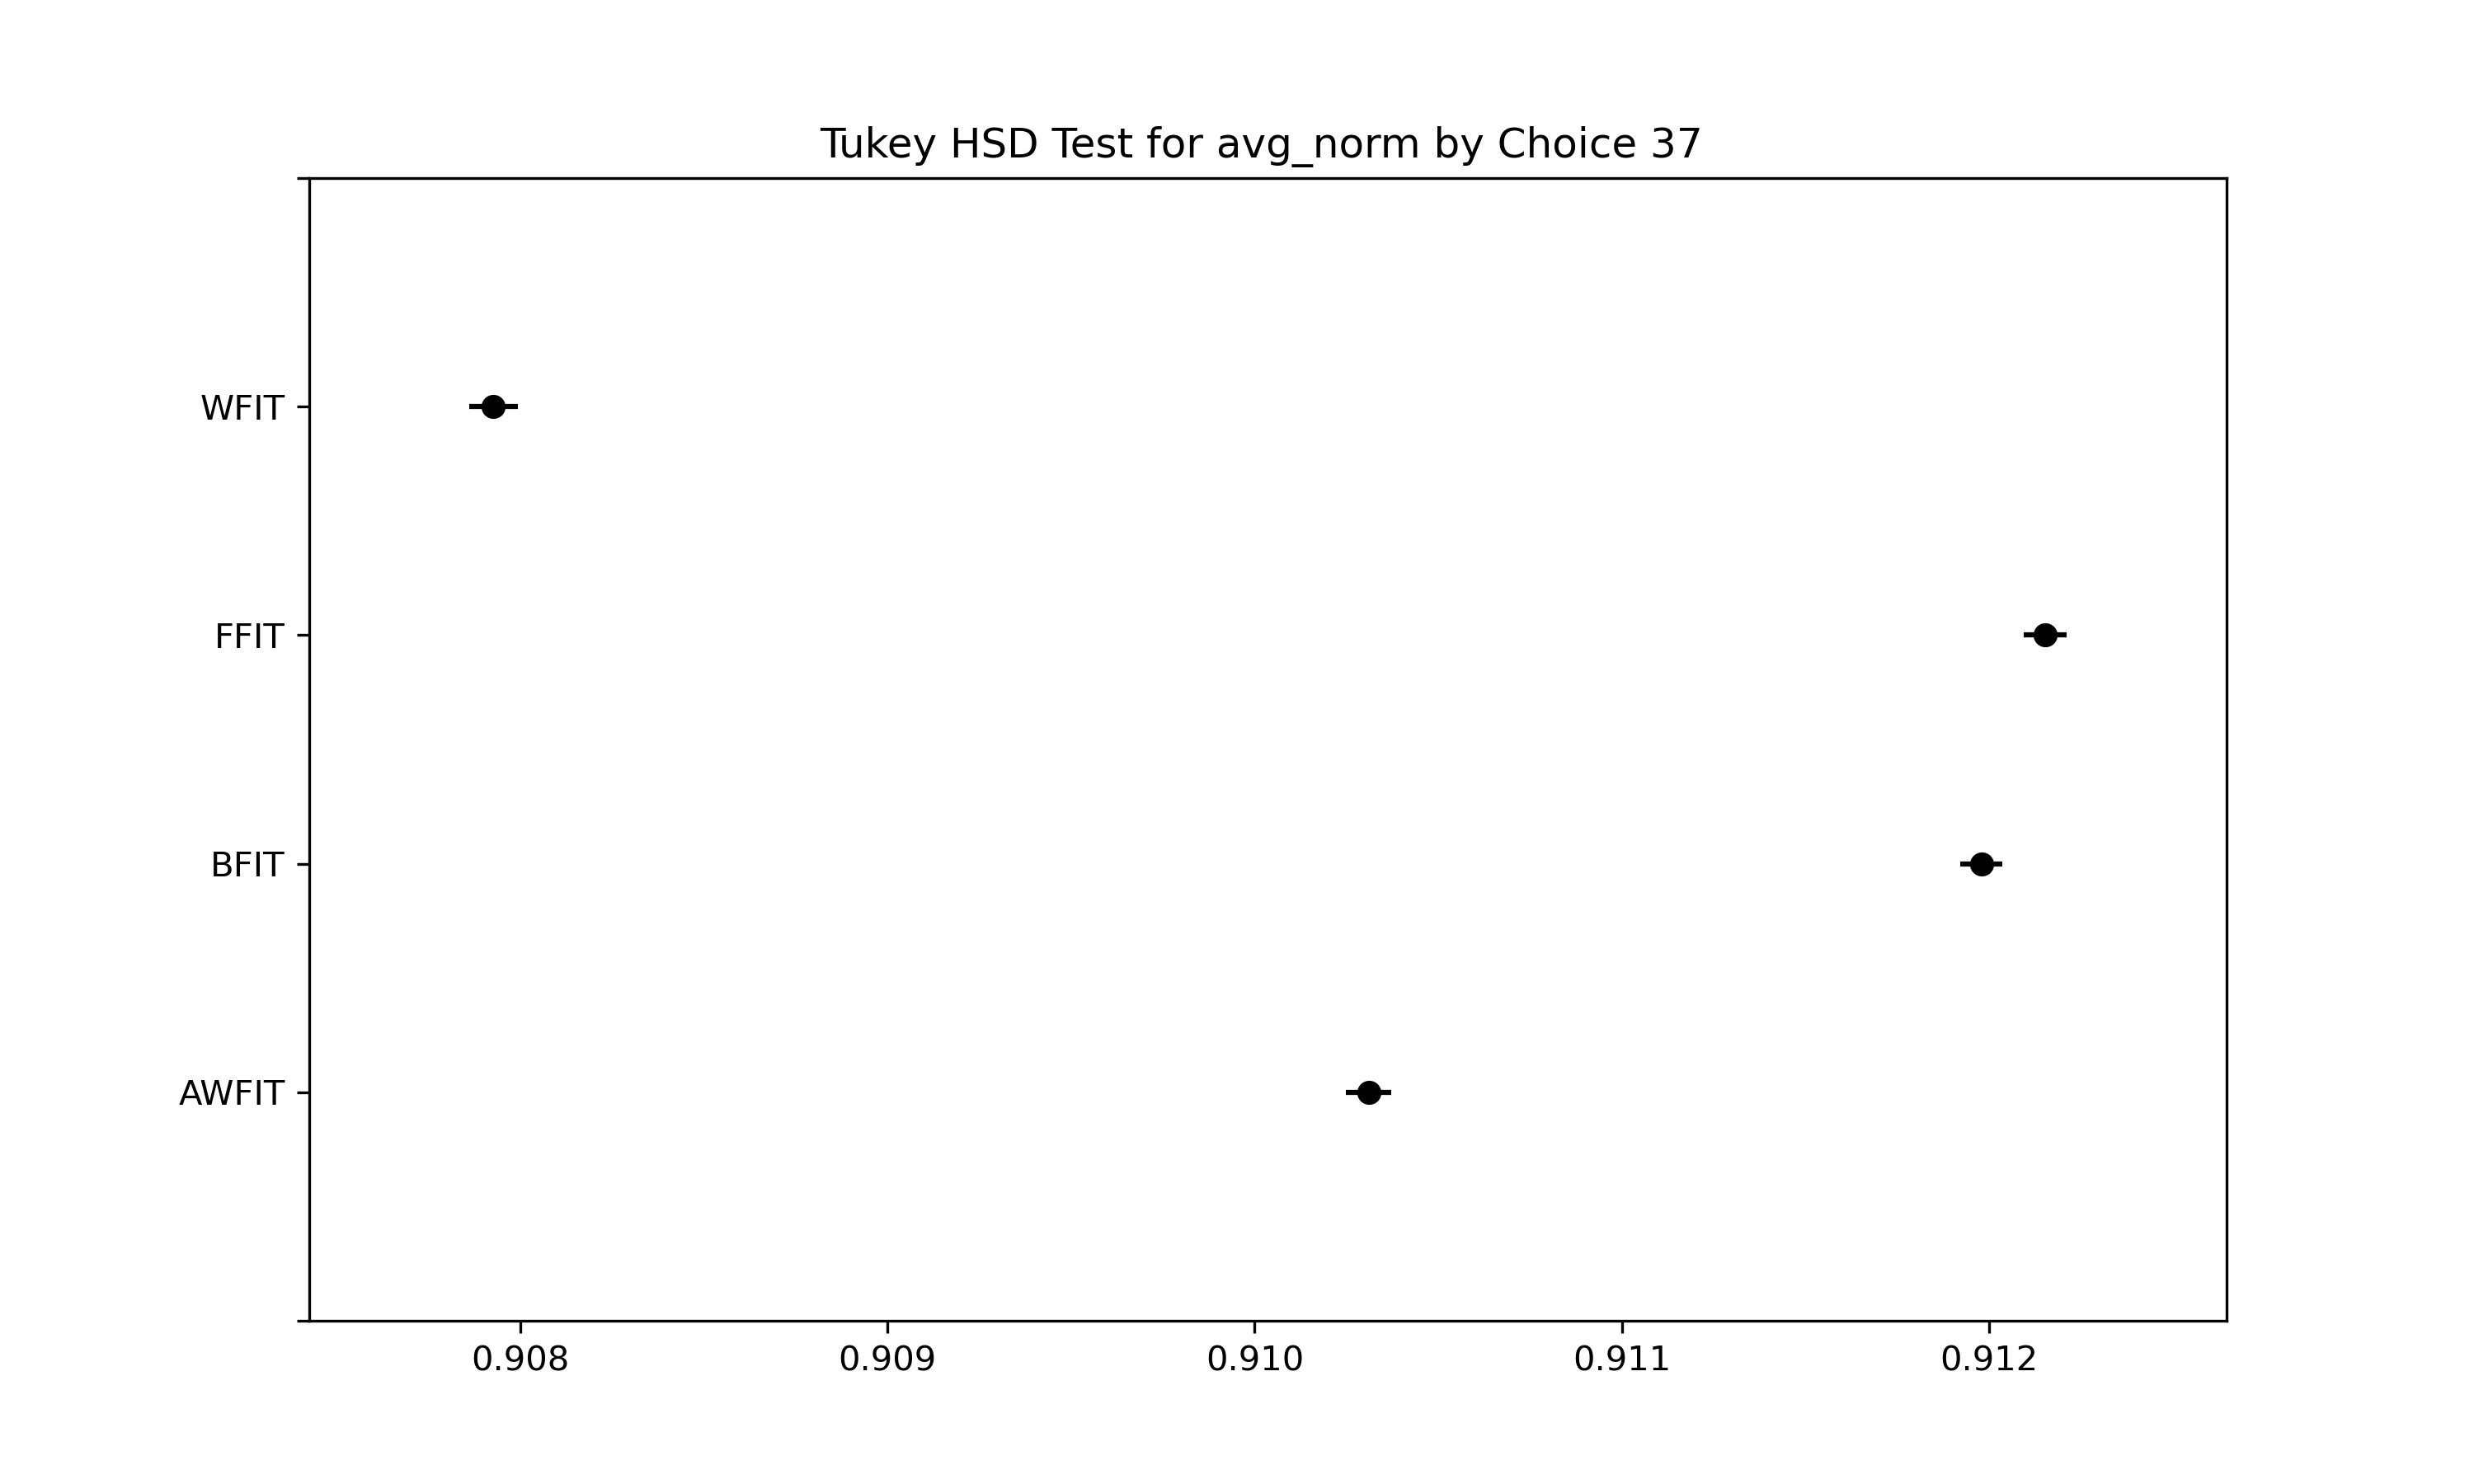 Tukey HSD Test for avg_norm by Choice 37
WFIT
FFIT
BFIT
AWFIT
0.908 0.909 0.910 0.911 0.912